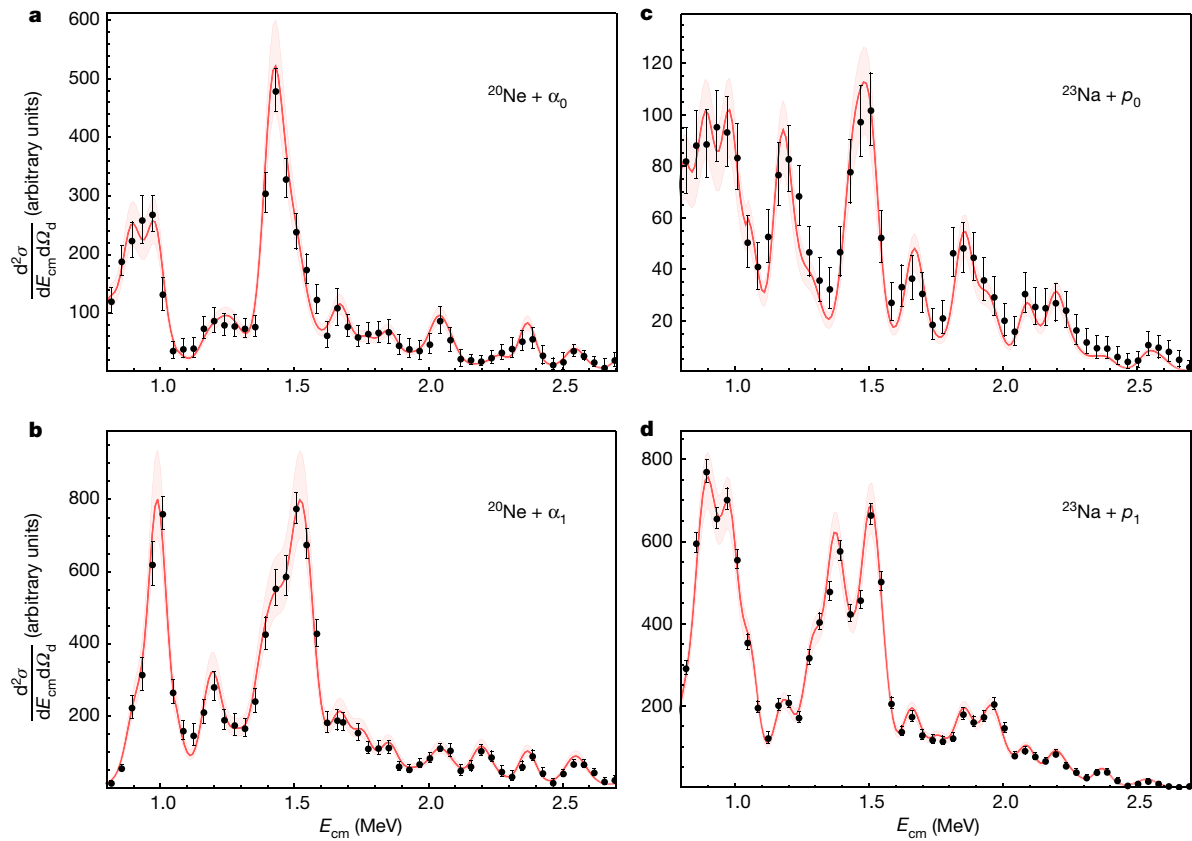 a
600
500
400
300
200
100
d²σ
dE_cm dΩ_d (arbitrary units)
²⁰Ne + α₀
1.0 1.5 2.0 2.5
c
120
100
80
60
40
20
²³Na + p₀
1.0 1.5 2.0 2.5
b
800
600
400
200
d²σ
dE_cm dΩ_d (arbitrary units)
²⁰Ne + α₁
1.0 1.5 2.0 2.5
E_cm (MeV)
d
800
600
400
200
²³Na + p₁
1.0 1.5 2.0 2.5
E_cm (MeV)